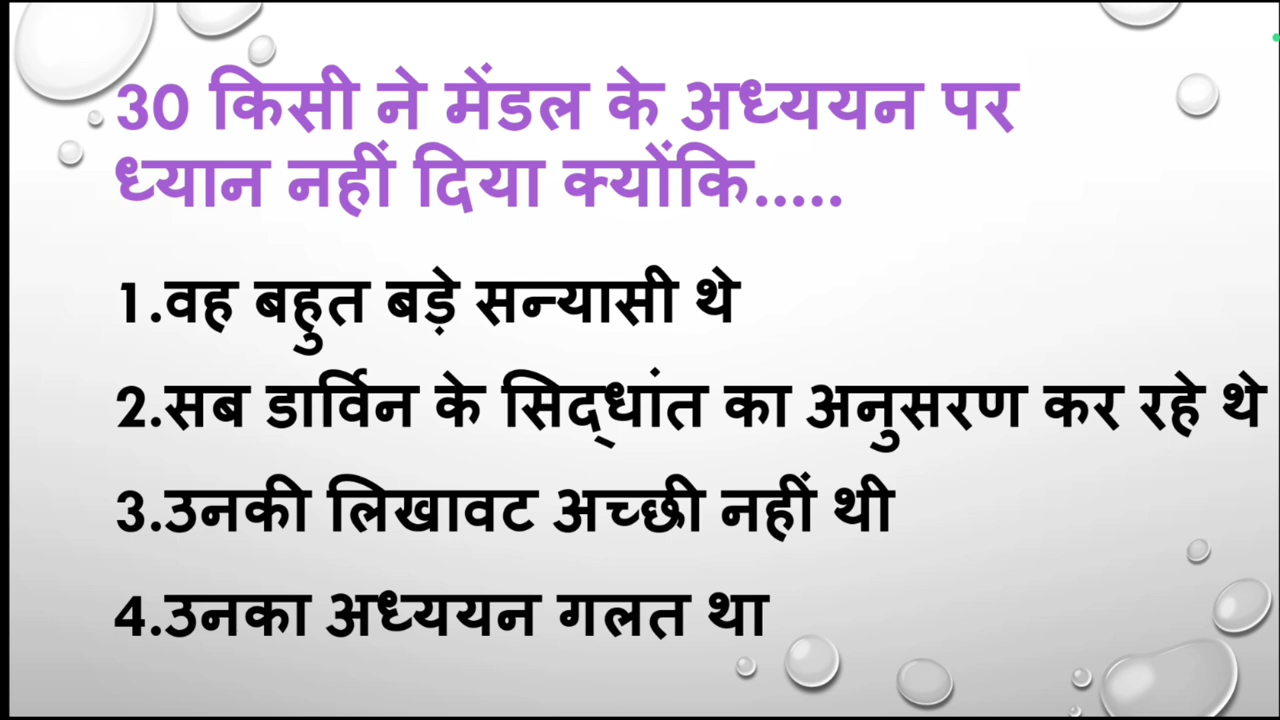 30 किसी ने मेंडल के अध्ययन पर
ध्यान नहीं दिया क्योंकि.....
1.वह बहुत बड़े सन्यासी थे
2.सब डार्विन के सिद्‌धांत का अनुसरण कर रहे थे
3.उनकी लिखावट अच्छी नहीं थी
4.उनका अध्ययन गलत था